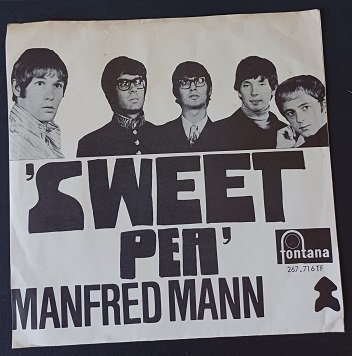 'SWEET
PEA'
fontana
267.716 TF
MANFRED MANN